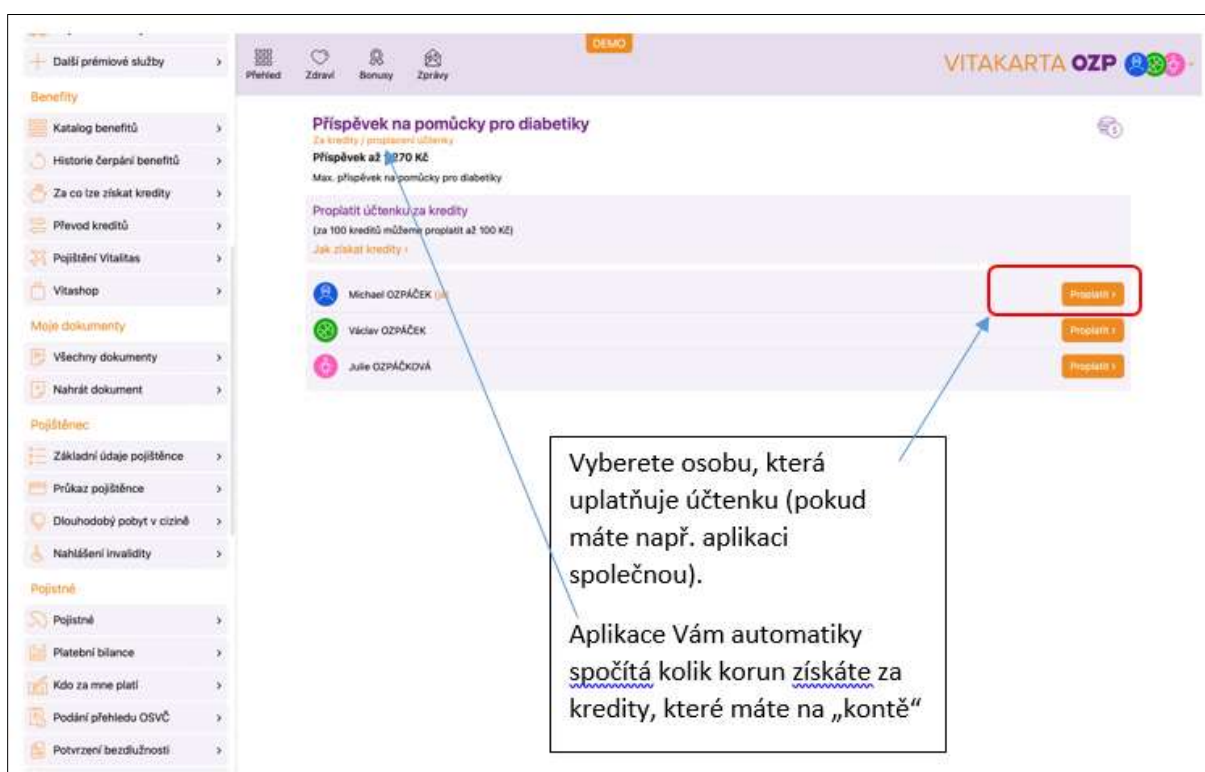 Další prémiové služby
Benefity
Katalog benefitů
Historie čerpání benefitů
Za co lze získat kredity
Převod kreditů
Pojištění Vitalitas
Vitashop
Moje dokumenty
Všechny dokumenty
Nahrát dokument
Pojištěnec
Základní údaje pojištěnce
Průkaz pojištěnce
Dlouhodobý pobyt v cizině
Nahlášení invalidity
Pojistné
Pojistné
Platební bilance
Kdo za mne platí
Podání přehledu OSVČ
Potvrzení bezdlužnosti
DEMO
Přehled Zdraví Bonusy Zprávy
VITAKARTA OZP
Příspěvek na pomůcky pro diabetiky
Za kredity / proplacení účtenky
Příspěvek až 270 Kč
Max. příspěvek na pomůcky pro diabetiky
Proplatit účtenku za kredity
(za 100 kreditů můžeme proplatit až 100 Kč)
Jak získat kredity ›
Michael OZPÁČEK (já)
Proplatit ›
Václav OZPÁČEK
Proplatit ›
Julie OZPÁČKOVÁ
Proplatit ›
Vyberete osobu, která
uplatňuje účtenku (pokud
máte např. aplikaci
společnou).
Aplikace Vám automatiky
spočítá kolik korun získáte za
kredity, které máte na „kontě“